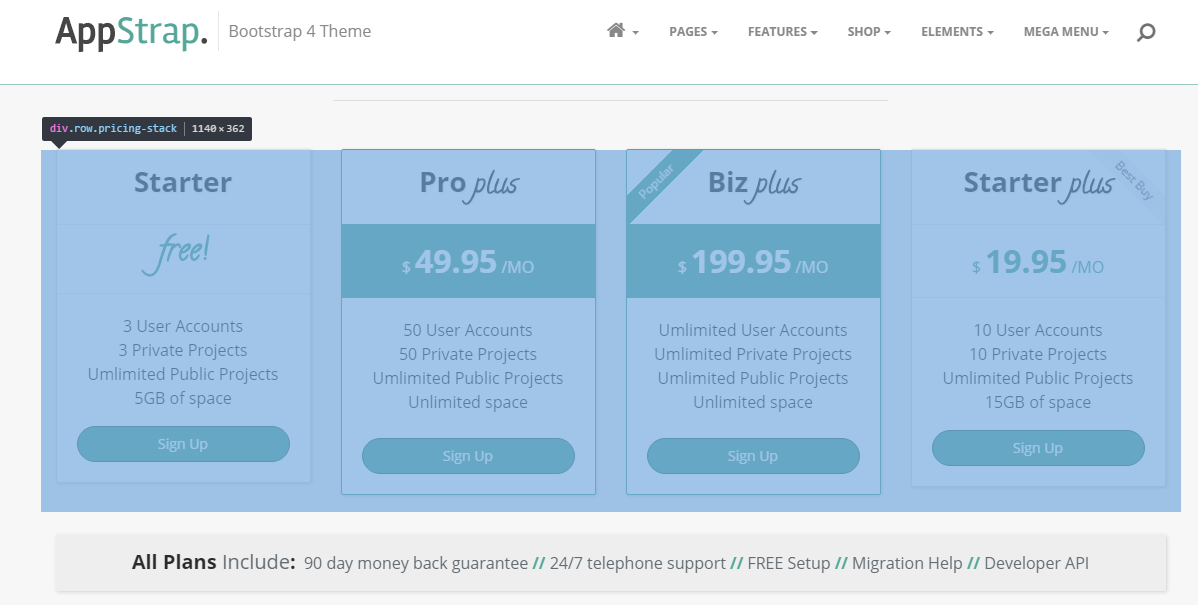 AppStrap. Bootstrap 4 Theme PAGES FEATURES SHOP ELEMENTS MEGA MENU
div.row.pricing-stack 1140 × 362
Starter
free!
3 User Accounts
3 Private Projects
Umlimited Public Projects
5GB of space
Sign Up
Pro plus
$ 49.95 /MO
50 User Accounts
50 Private Projects
Umlimited Public Projects
Unlimited space
Sign Up
Popular
Biz plus
$ 199.95 /MO
Umlimited User Accounts
Umlimited Private Projects
Umlimited Public Projects
Unlimited space
Sign Up
Best Buy
Starter plus
$ 19.95 /MO
10 User Accounts
10 Private Projects
Umlimited Public Projects
15GB of space
Sign Up
All Plans Include: 90 day money back guarantee // 24/7 telephone support // FREE Setup // Migration Help // Developer API